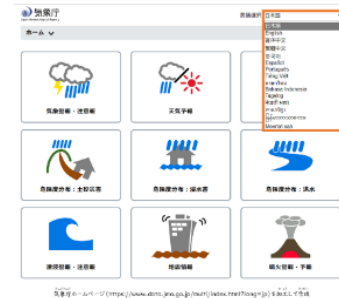 気象庁
言語選択 日本語
日本語
English
简体中文
繁體中文
한국어
Español
Português
Tiếng Việt
Bahasa Indonesia
Tagalog
ホーム
気象警報・注意報
天気予報
危険度分布：土砂災害
危険度分布：浸水害
危険度分布：洪水
津波警報・注意報
地震情報
噴火警報・予報
気象庁ホームページ(https://www.data.jma.go.jp/multi/index.html?lang=jp)をもとにして作成